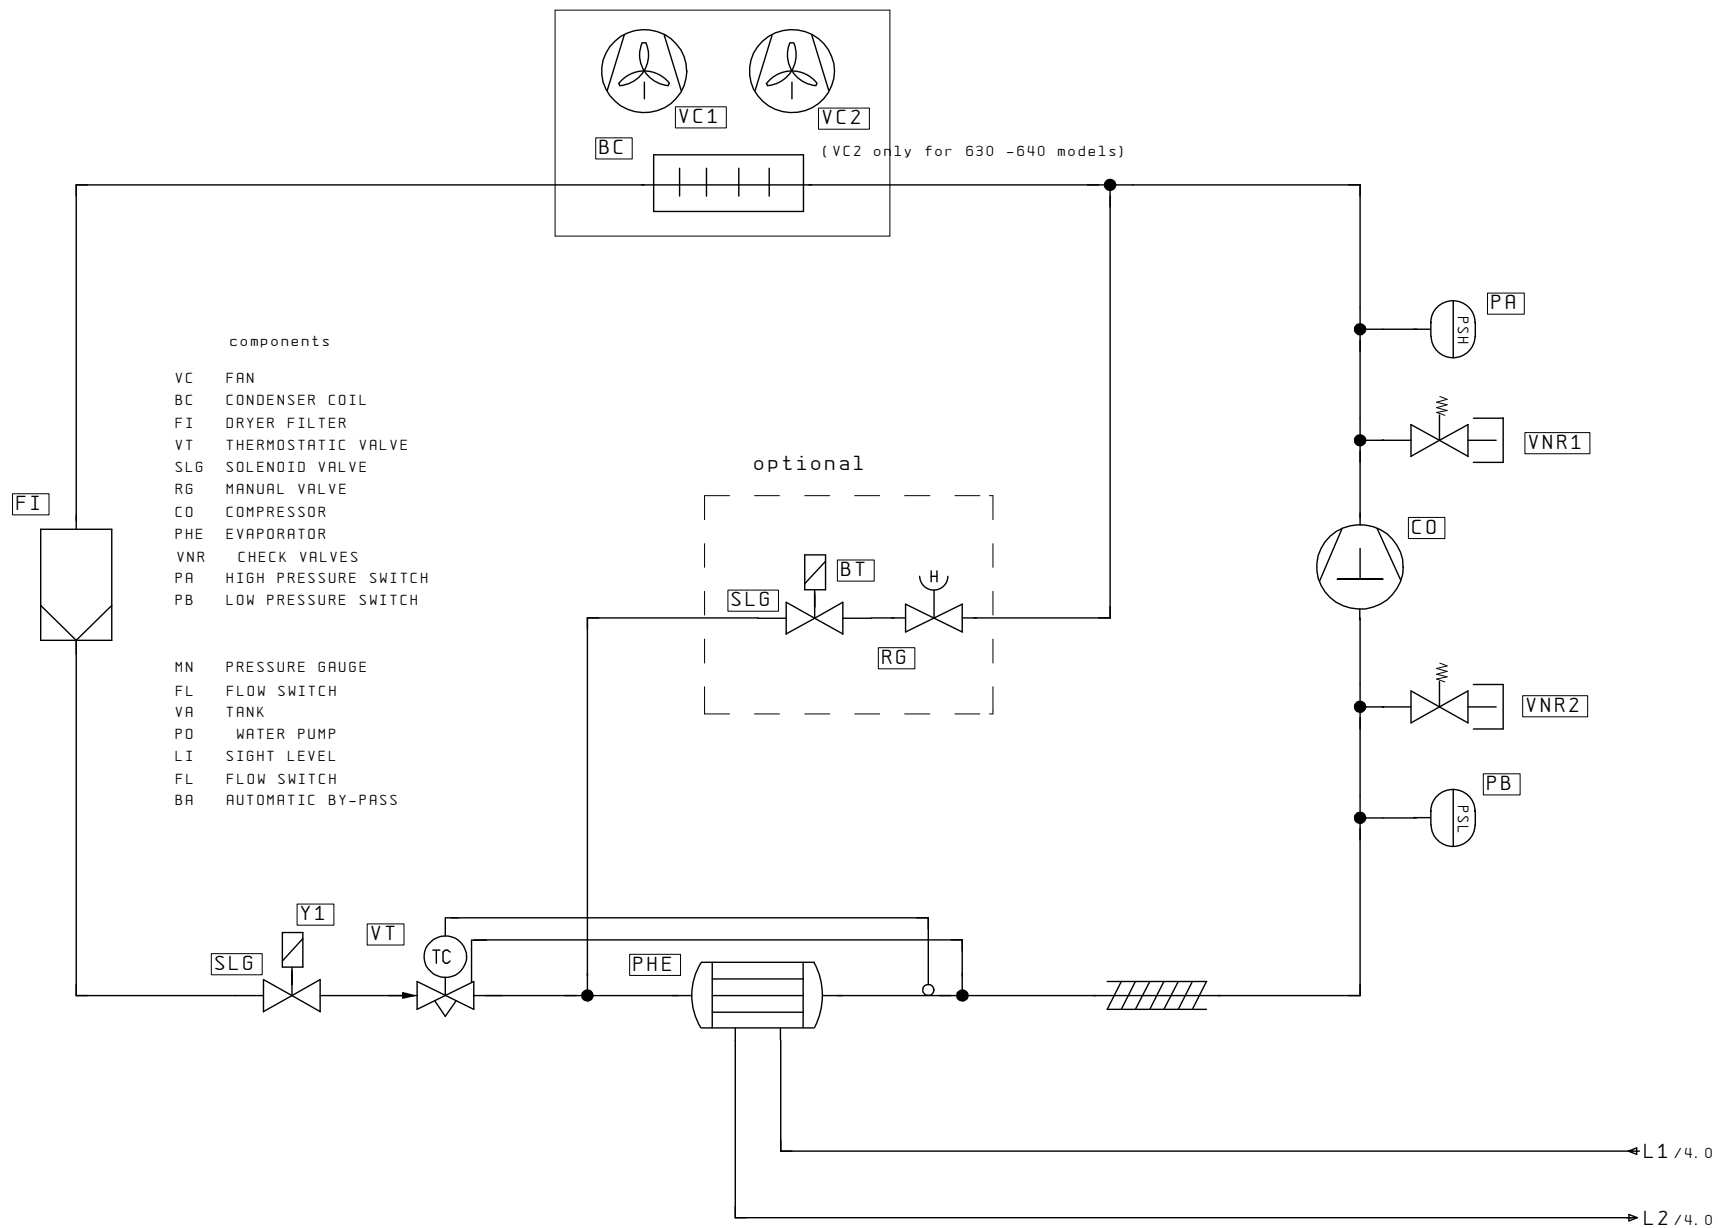 VC1
VC2
BC
(VC2 only for 630 -640 models)
PA
PSH
components
VC FAN
BC CONDENSER COIL
FI DRYER FILTER
VT THERMOSTATIC VALVE
SLG SOLENOID VALVE
RG MANUAL VALVE
CO COMPRESSOR
PHE EVAPORATOR
VNR CHECK VALVES
PA HIGH PRESSURE SWITCH
PB LOW PRESSURE SWITCH
MN PRESSURE GAUGE
FL FLOW SWITCH
VA TANK
PO WATER PUMP
LI SIGHT LEVEL
FL FLOW SWITCH
BA AUTOMATIC BY-PASS
FI
optional
BT
H
SLG
RG
VNR1
CO
VNR2
PB
PSL
Y1
VT
TC
SLG
PHE
L1 /4.0
L2 /4.0